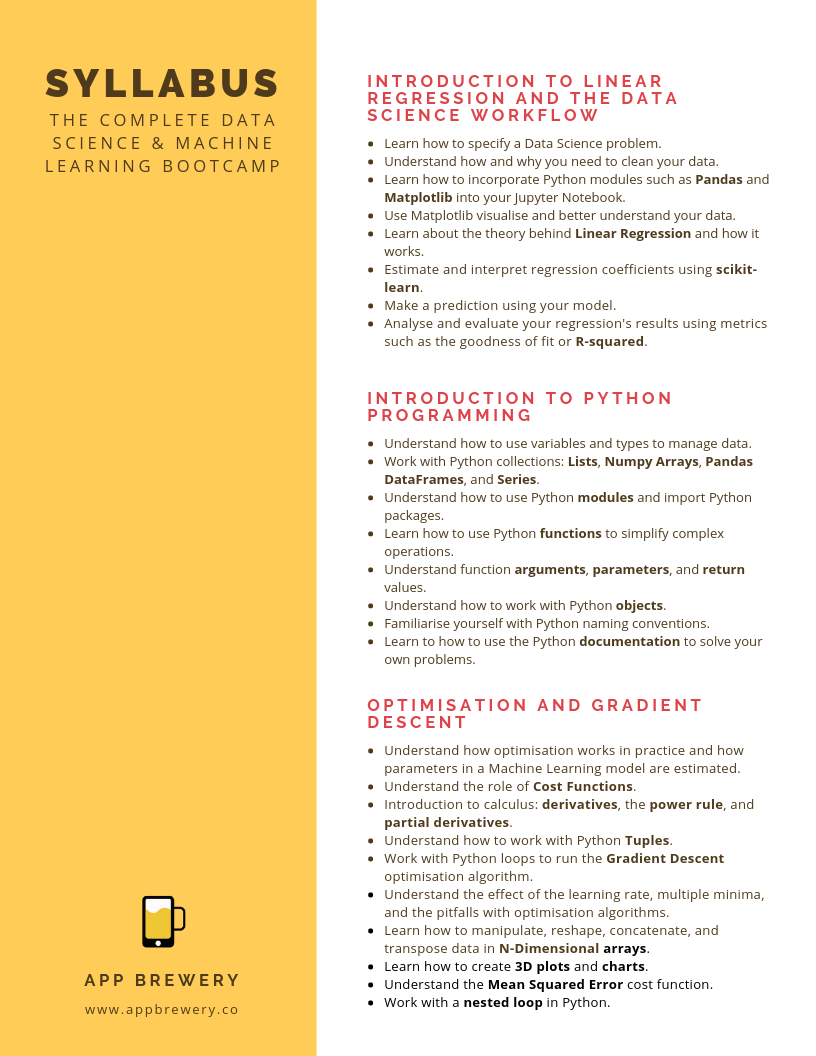 SYLLABUS
THE COMPLETE DATA
SCIENCE & MACHINE
LEARNING BOOTCAMP
INTRODUCTION TO LINEAR
REGRESSION AND THE DATA
SCIENCE WORKFLOW
• Learn how to specify a Data Science problem.
• Understand how and why you need to clean your data.
• Learn how to incorporate Python modules such as Pandas and
Matplotlib into your Jupyter Notebook.
• Use Matplotlib visualise and better understand your data.
• Learn about the theory behind Linear Regression and how it
works.
• Estimate and interpret regression coefficients using scikit-
learn.
• Make a prediction using your model.
• Analyse and evaluate your regression's results using metrics
such as the goodness of fit or R-squared.
INTRODUCTION TO PYTHON
PROGRAMMING
• Understand how to use variables and types to manage data.
• Work with Python collections: Lists, Numpy Arrays, Pandas
DataFrames, and Series.
• Understand how to use Python modules and import Python
packages.
• Learn how to use Python functions to simplify complex
operations.
• Understand function arguments, parameters, and return
values.
• Understand how to work with Python objects.
• Familiarise yourself with Python naming conventions.
• Learn to how to use the Python documentation to solve your
own problems.
OPTIMISATION AND GRADIENT
DESCENT
• Understand how optimisation works in practice and how
parameters in a Machine Learning model are estimated.
• Understand the role of Cost Functions.
• Introduction to calculus: derivatives, the power rule, and
partial derivatives.
• Understand how to work with Python Tuples.
• Work with Python loops to run the Gradient Descent
optimisation algorithm.
• Understand the effect of the learning rate, multiple minima,
and the pitfalls with optimisation algorithms.
• Learn how to manipulate, reshape, concatenate, and
transpose data in N-Dimensional arrays.
• Learn how to create 3D plots and charts.
• Understand the Mean Squared Error cost function.
• Work with a nested loop in Python.
APP BREWERY
www.appbrewery.co